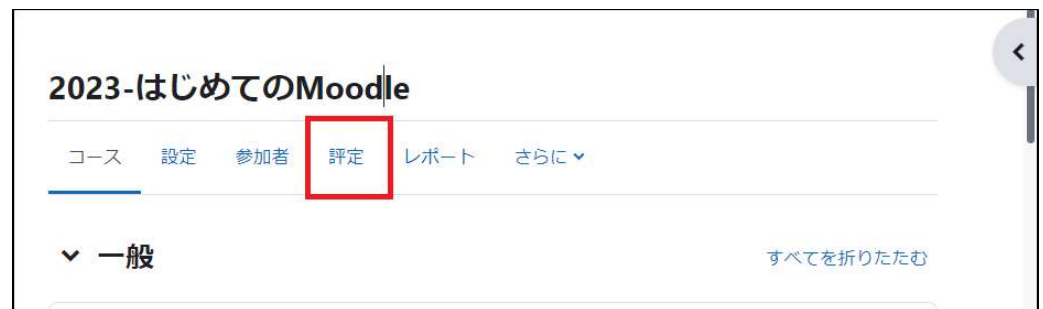 2023-はじめてのMoodle
コース 設定 参加者 評定 レポート さらに
一般 すべてを折りたたむ